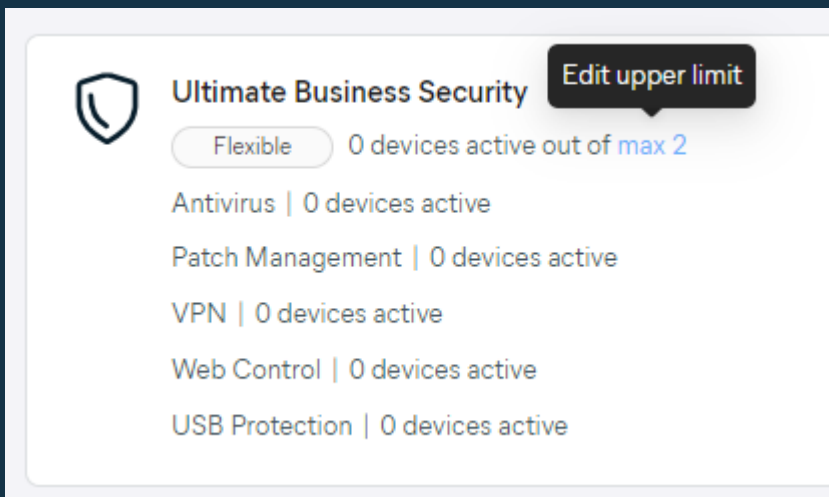 Edit upper limit
Ultimate Business Security
Flexible 0 devices active out of max 2
Antivirus | 0 devices active
Patch Management | 0 devices active
VPN | 0 devices active
Web Control | 0 devices active
USB Protection | 0 devices active